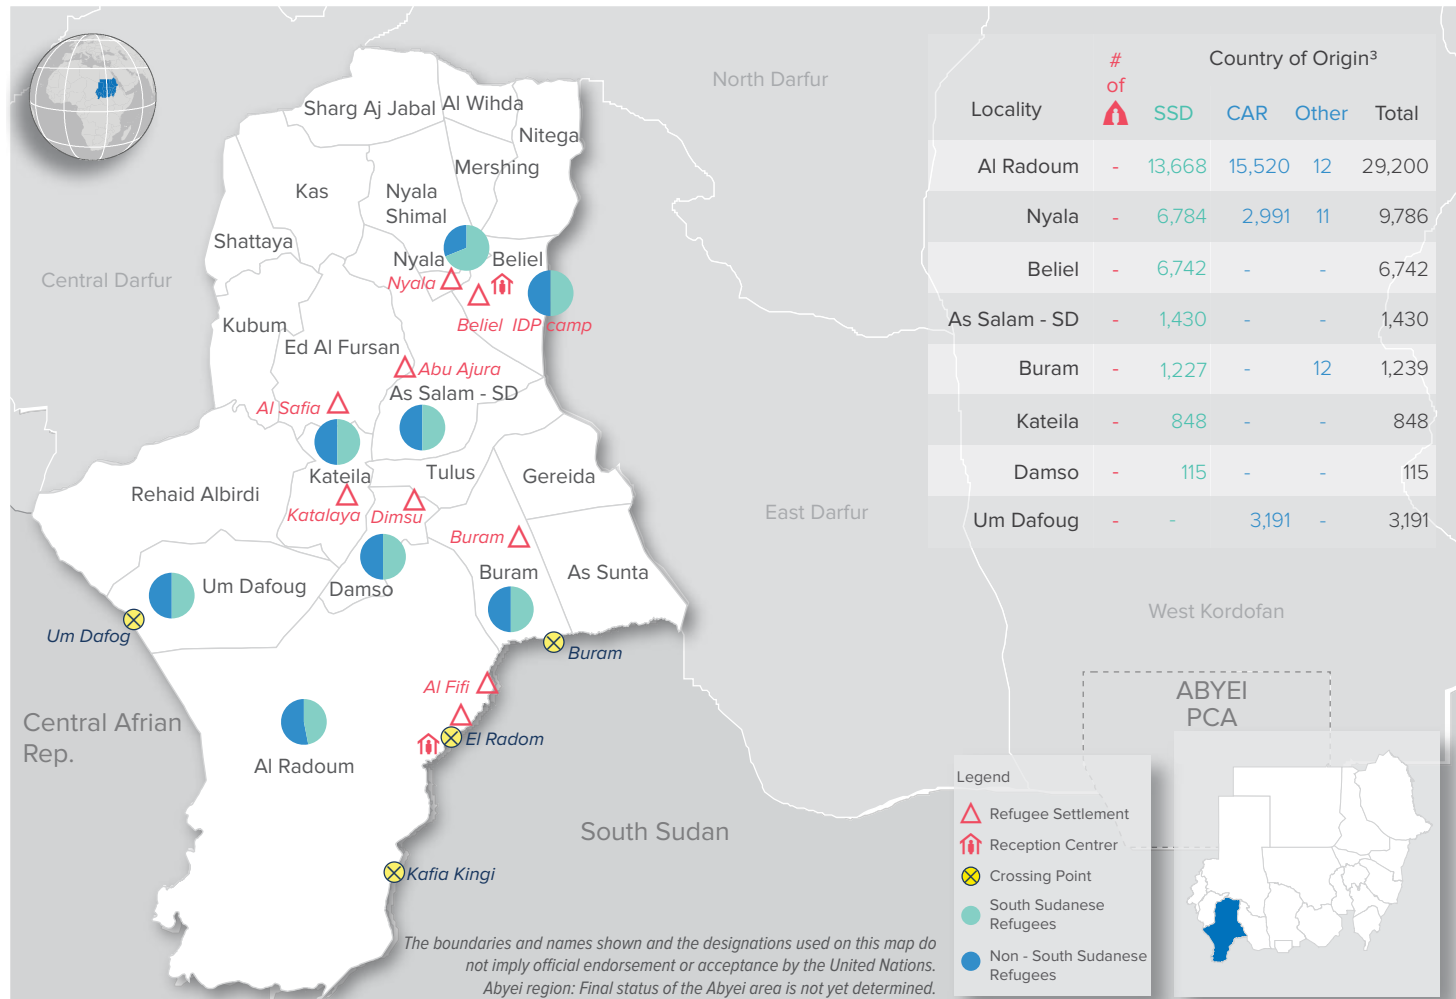 North Darfur
Central Darfur
East Darfur
West Kordofan
South Sudan
Central Afrian
Rep.
ABYEI
PCA
Sharg Aj Jabal
Al Wihda
Nitega
Mershing
Kas
Nyala
Shimal
Shattaya
Nyala
Beliel
Nyala
Beliel IDP camp
Kubum
Ed Al Fursan
Abu Ajura
As Salam - SD
Al Safia
Kateila
Tulus
Gereida
Rehaid Albirdi
Katalaya
Dimsu
Buram
Um Dafoug
Damso
Buram
As Sunta
Um Dafog
Buram
Al Fifi
El Radom
Al Radoum
Kafia Kingi
# of
Country of Origin³
Locality SSD CAR Other Total
Al Radoum - 13,668 15,520 12 29,200
Nyala - 6,784 2,991 11 9,786
Beliel - 6,742 - - 6,742
As Salam - SD - 1,430 - - 1,430
Buram - 1,227 - 12 1,239
Kateila - 848 - - 848
Damso - 115 - - 115
Um Dafoug - - 3,191 - 3,191
Legend
Refugee Settlement
Reception Centrer
Crossing Point
South Sudanese
Refugees
Non - South Sudanese
Refugees
The boundaries and names shown and the designations used on this map do
not imply official endorsement or acceptance by the United Nations.
Abyei region: Final status of the Abyei area is not yet determined.